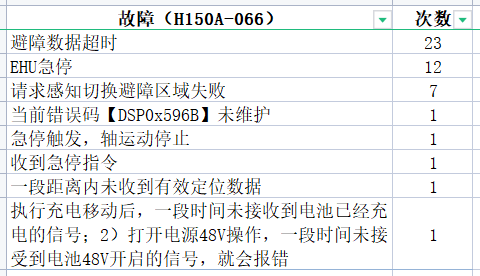 故障（H150A-066） 次数
避障数据超时 23
EHU急停 12
请求感知切换避障区域失败 7
当前错误码【DSP0x596B】未维护 1
急停触发，轴运动停止 1
收到急停指令 1
一段距离内未收到有效定位数据 1
执行充电移动后，一段时间未接收到电池已经充
电的信号；2）打开电源48V操作，一段时间未接 1
受到电池48V开启的信号，就会报错